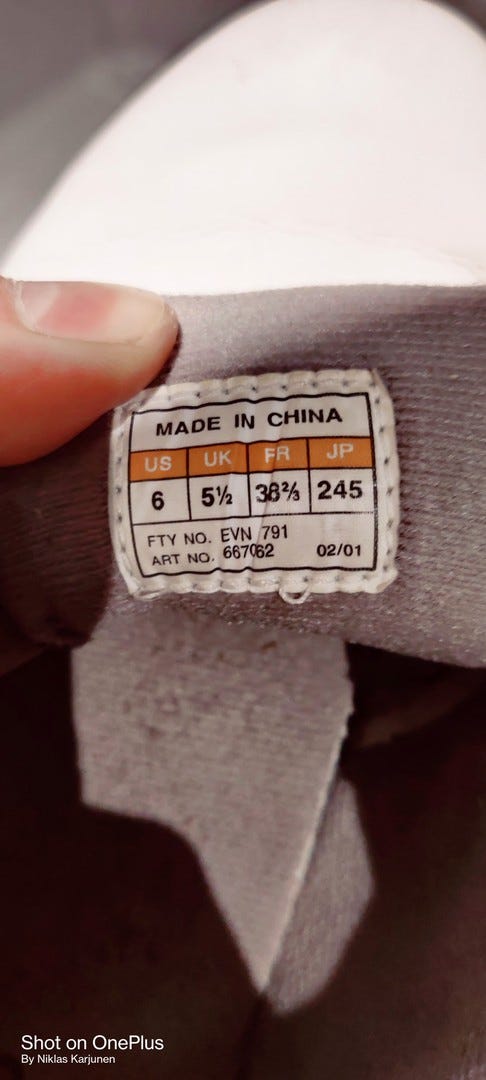 MADE IN CHINA
US UK FR JP
6 5½ 38⅔ 245
FTY NO. EVN 791
ART NO. 667062 02/01
Shot on OnePlus
By Niklas Karjunen